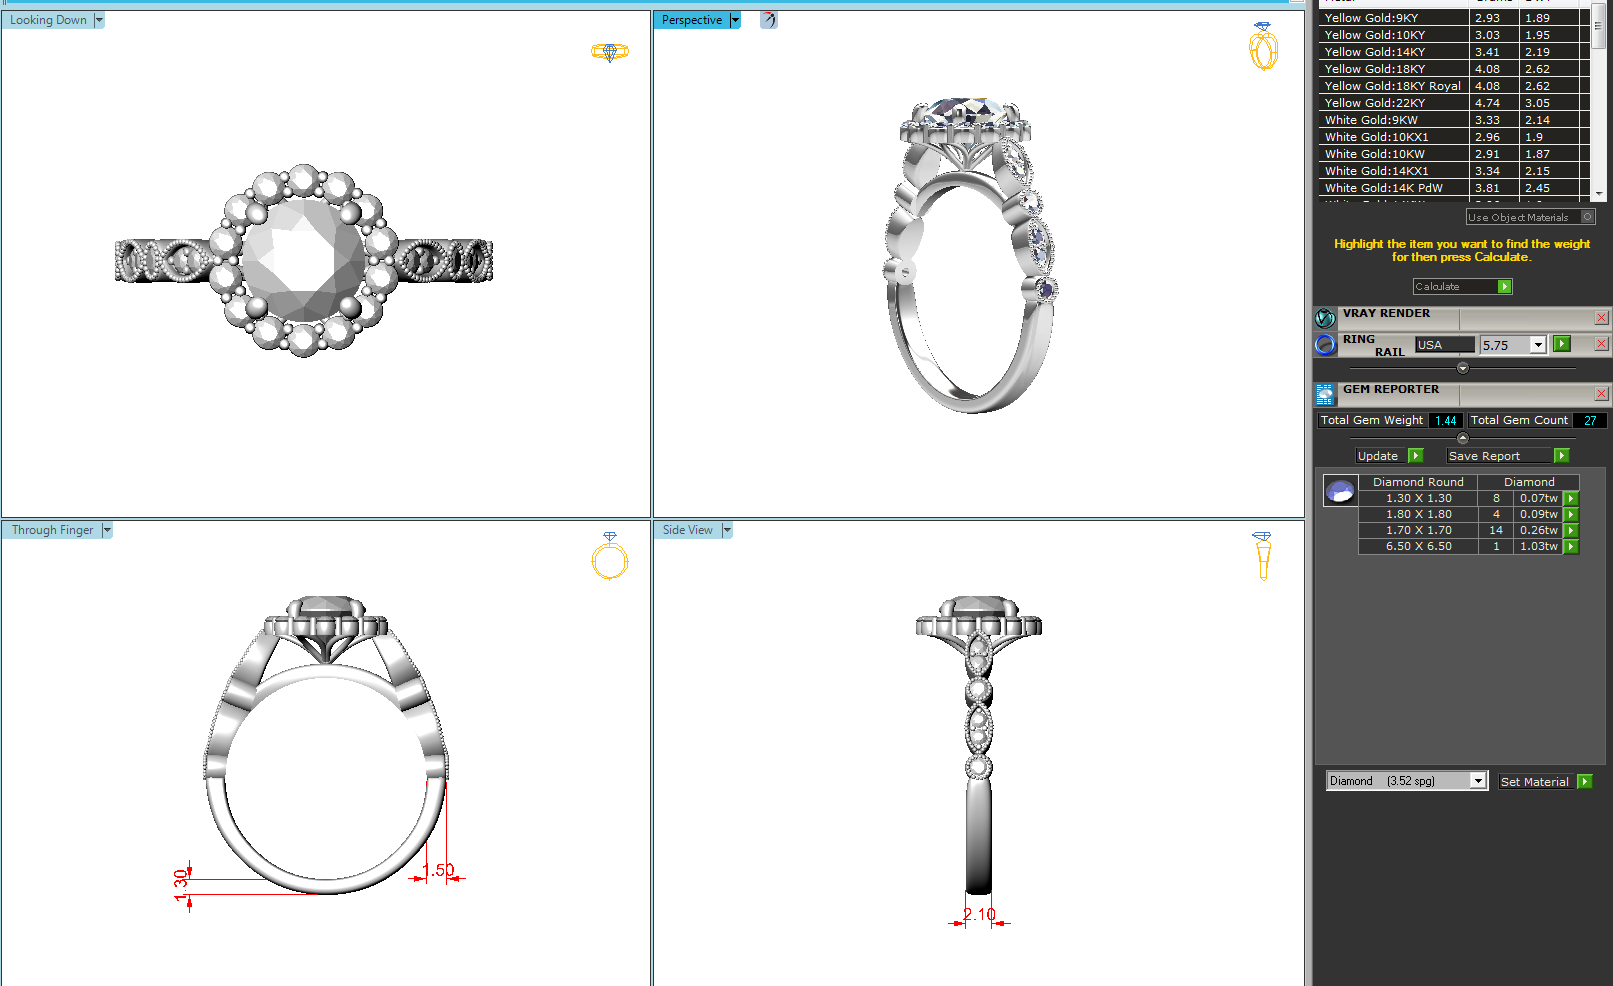 Looking Down
Perspective
Yellow Gold:9KY 2.93 1.89
Yellow Gold:10KY 3.03 1.95
Yellow Gold:14KY 3.41 2.19
Yellow Gold:18KY 4.08 2.62
Yellow Gold:18KY Royal 4.08 2.62
Yellow Gold:22KY 4.74 3.05
White Gold:9KW 3.33 2.14
White Gold:10KX1 2.96 1.9
White Gold:10KW 2.91 1.87
White Gold:14KX1 3.34 2.15
White Gold:14K PdW 3.81 2.45
Use Object Materials
Highlight the item you want to find the weight
for then press Calculate.
Calculate
VRAY RENDER
RING RAIL USA 5.75
GEM REPORTER
Total Gem Weight 1.44 Total Gem Count 27
Update Save Report
Diamond Round Diamond
1.30 X 1.30 8 0.07tw
1.80 X 1.80 4 0.09tw
1.70 X 1.70 14 0.26tw
6.50 X 6.50 1 1.03tw
Diamond (3.52 spg) Set Material
Through Finger
Side View
1.30
1.50
2.10